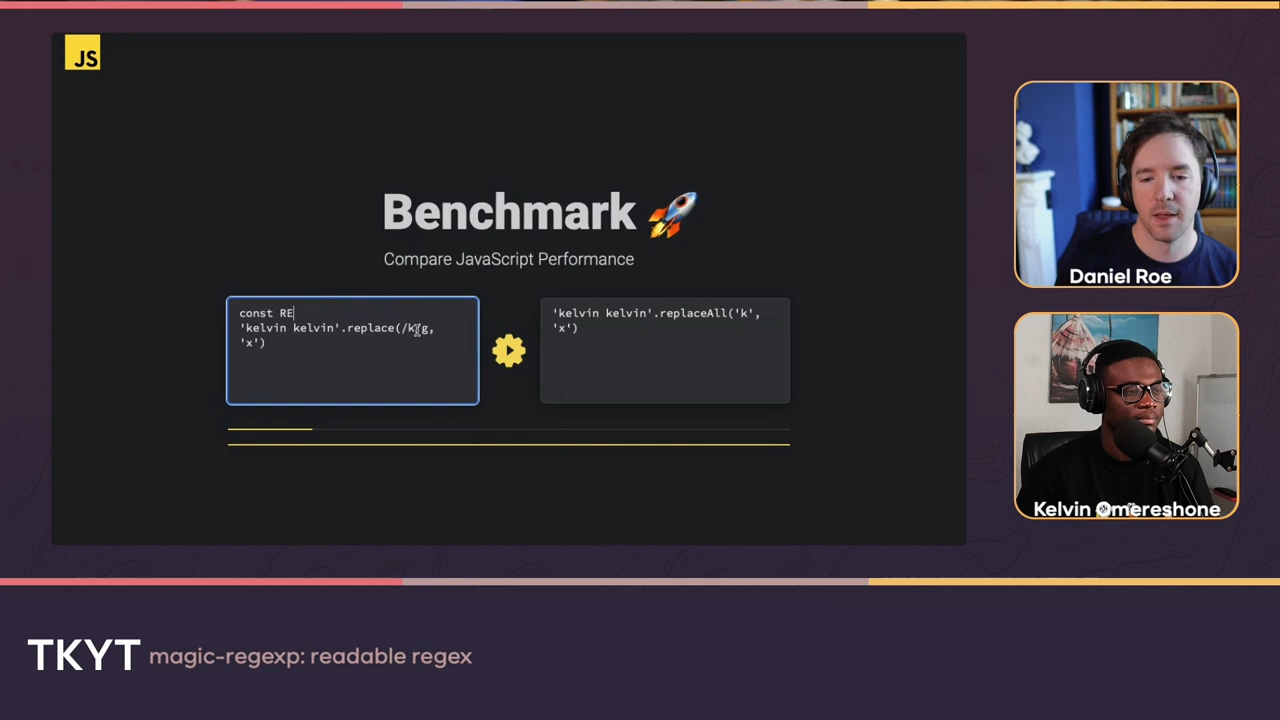 JS
Benchmark 🚀
Compare JavaScript Performance
const RE
'kelvin kelvin'.replace(/k/g,
'x')
'kelvin kelvin'.replaceAll('k',
'x')
Daniel Roe
Kelvin Omereshone
TKYT magic-regexp: readable regex